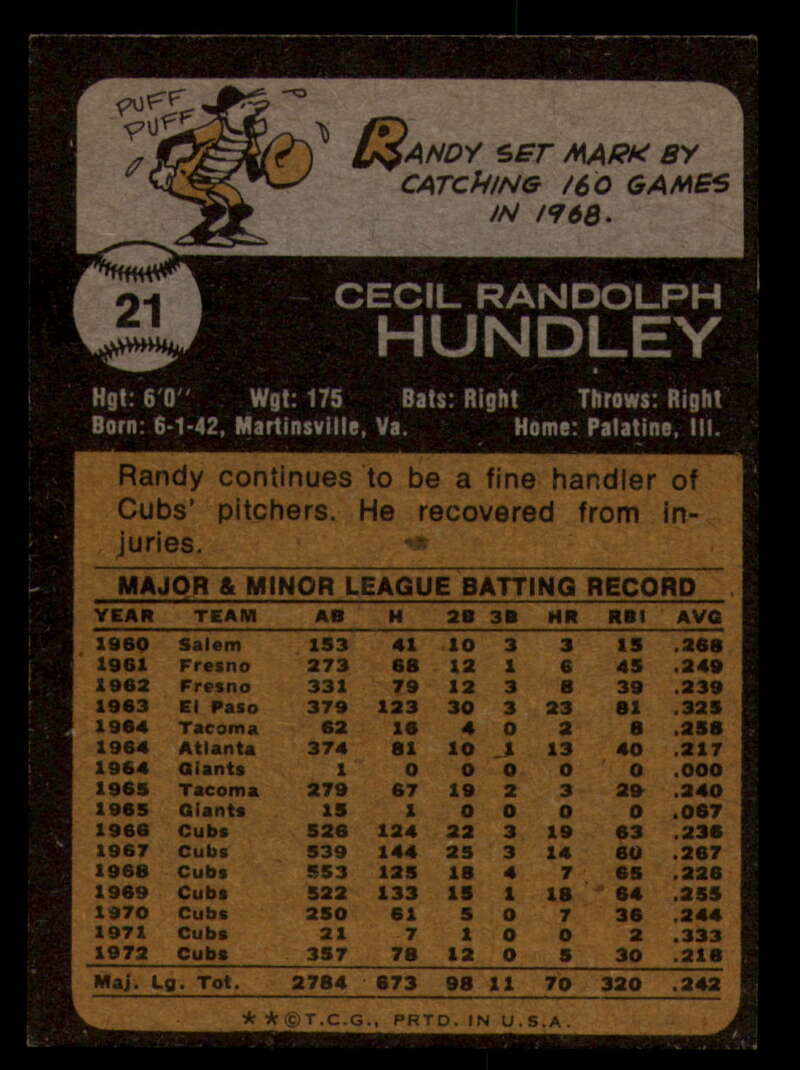 PUFF
PUFF
RANDY SET MARK BY
CATCHING 160 GAMES
IN 1968.
21
CECIL RANDOLPH
HUNDLEY
Hgt: 6'0" Wgt: 175 Bats: Right Throws: Right
Born: 6-1-42, Martinsville, Va. Home: Palatine, Ill.
Randy continues to be a fine handler of
Cubs' pitchers. He recovered from in-
juries.
MAJOR & MINOR LEAGUE BATTING RECORD
YEAR TEAM AB H 2B 3B HR RBI AVG
1960 Salem 153 41 10 3 3 15 .268
1961 Fresno 273 68 12 1 6 45 .249
1962 Fresno 331 79 12 3 8 39 .239
1963 El Paso 379 123 30 3 23 81 .325
1964 Tacoma 62 16 4 0 2 8 .258
1964 Atlanta 374 81 10 1 13 40 .217
1964 Giants 1 0 0 0 0 0 .000
1965 Tacoma 279 67 19 2 3 29 .240
1965 Giants 15 1 0 0 0 0 .067
1966 Cubs 526 124 22 3 19 63 .236
1967 Cubs 539 144 25 3 14 60 .267
1968 Cubs 553 125 18 4 7 65 .226
1969 Cubs 522 133 15 1 18 64 .255
1970 Cubs 250 61 5 0 7 36 .244
1971 Cubs 21 7 1 0 0 2 .333
1972 Cubs 357 78 12 0 5 30 .218
Maj. Lg. Tot. 2784 673 98 11 70 320 .242
* * © T.C.G., PRTD. IN U.S.A.